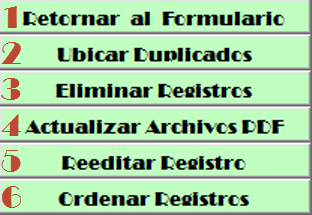 1 Retornar al Formulario
2 Ubicar Duplicados
3 Eliminar Registros
4 Actualizar Archivos PDF
5 Reeditar Registro
6 Ordenar Registros